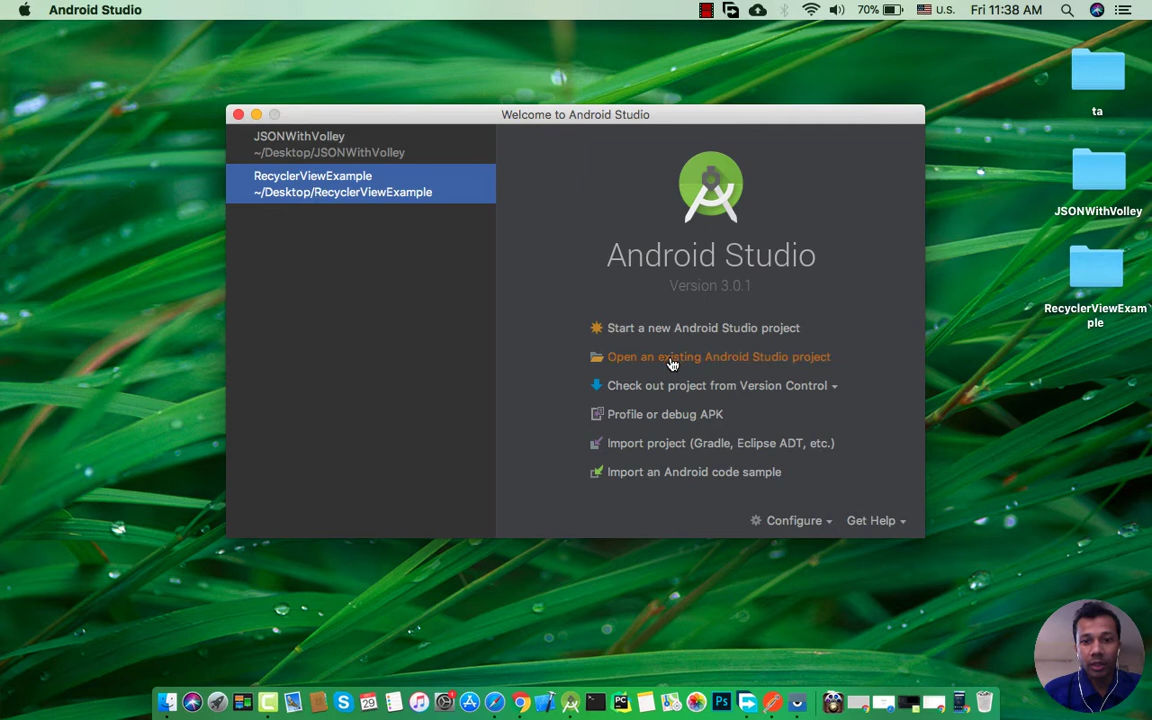 Android Studio
70%
U.S.
Fri 11:38 AM
Welcome to Android Studio
JSONWithVolley
~/Desktop/JSONWithVolley
RecyclerViewExample
~/Desktop/RecyclerViewExample
Android Studio
Version 3.0.1
Start a new Android Studio project
Open an existing Android Studio project
Check out project from Version Control
Profile or debug APK
Import project (Gradle, Eclipse ADT, etc.)
Import an Android code sample
Configure
Get Help
ta
JSONWithVolley
RecyclerViewExam
ple
29
PC
Ps